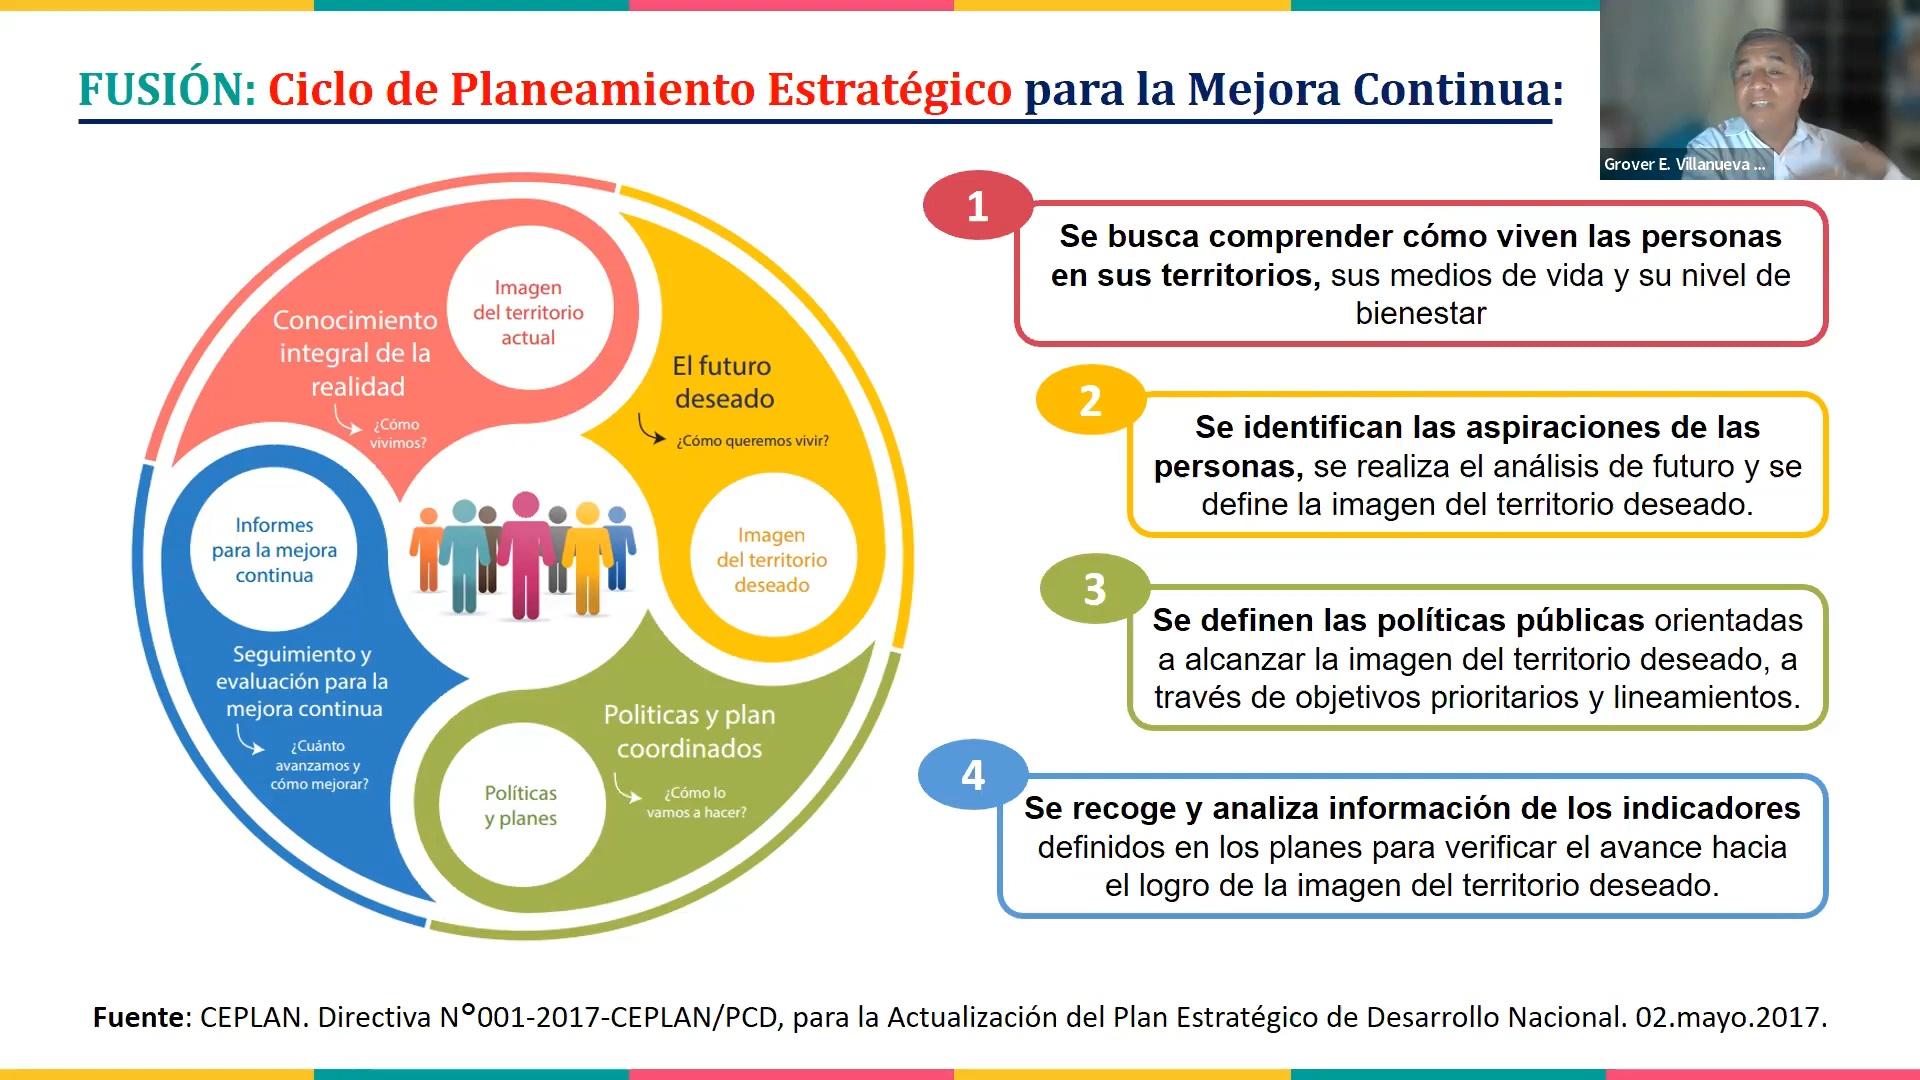 FUSIÓN: Ciclo de Planeamiento Estratégico para la Mejora Continua:
Grover E. Villanueva ...
Conocimiento
integral de la
realidad
¿Cómo
vivimos?
Imagen
del territorio
actual
El futuro
deseado
¿Cómo queremos vivir?
Imagen
del territorio
deseado
Politicas y plan
coordinados
¿Cómo lo
vamos a hacer?
Políticas
y planes
Seguimiento y
evaluación para la
mejora continua
¿Cuánto
avanzamos y
cómo mejorar?
Informes
para la mejora
continua
1
Se busca comprender cómo viven las personas
en sus territorios, sus medios de vida y su nivel de
bienestar
2
Se identifican las aspiraciones de las
personas, se realiza el análisis de futuro y se
define la imagen del territorio deseado.
3
Se definen las políticas públicas orientadas
a alcanzar la imagen del territorio deseado, a
través de objetivos prioritarios y lineamientos.
4
Se recoge y analiza información de los indicadores
definidos en los planes para verificar el avance hacia
el logro de la imagen del territorio deseado.
Fuente: CEPLAN. Directiva N°001-2017-CEPLAN/PCD, para la Actualización del Plan Estratégico de Desarrollo Nacional. 02.mayo.2017.